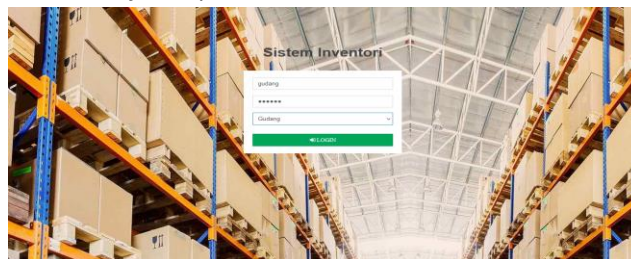 Sistem Inventori
gudang
••••••
Gudang
LOGIN